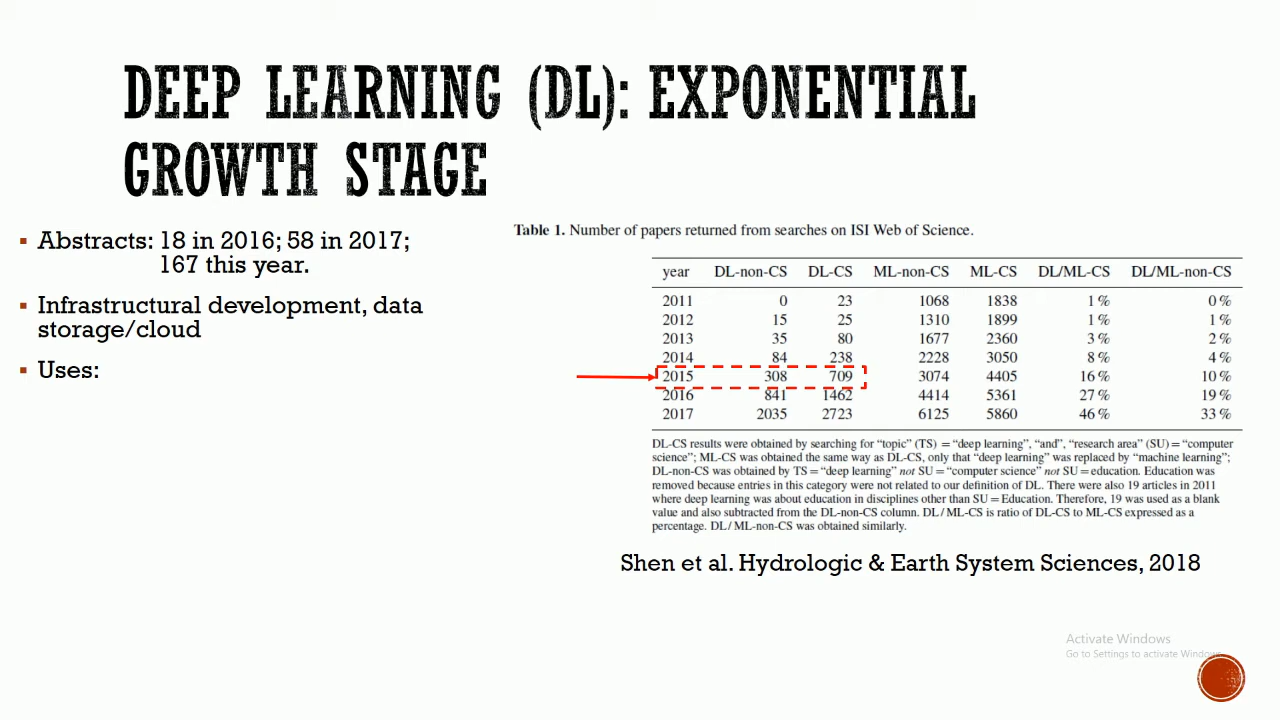 DEEP LEARNING (DL): EXPONENTIAL
GROWTH STAGE
▪ Abstracts: 18 in 2016; 58 in 2017;
167 this year.
▪ Infrastructural development, data
storage/cloud
▪ Uses:
Table 1. Number of papers returned from searches on ISI Web of Science.
year DL-non-CS DL-CS ML-non-CS ML-CS DL/ML-CS DL/ML-non-CS
2011 0 23 1068 1838 1 % 0 %
2012 15 25 1310 1899 1 % 1 %
2013 35 80 1677 2360 3 % 2 %
2014 84 238 2228 3050 8 % 4 %
2015 308 709 3074 4405 16 % 10 %
2016 841 1462 4414 5361 27 % 19 %
2017 2035 2723 6125 5860 46 % 33 %
DL-CS results were obtained by searching for “topic” (TS) = “deep learning”, “and”, “research area” (SU) = “computer
science”; ML-CS was obtained the same way as DL-CS, only that “deep learning” was replaced by “machine learning”;
DL-non-CS was obtained by TS = “deep learning” not SU = “computer science” not SU = education. Education was
removed because entries in this category were not related to our definition of DL. There were also 19 articles in 2011
where deep learning was about education in disciplines other than SU = Education. Therefore, 19 was used as a blank
value and also subtracted from the DL-non-CS column. DL / ML-CS is ratio of DL-CS to ML-CS expressed as a
percentage. DL / ML-non-CS was obtained similarly.
Shen et al. Hydrologic & Earth System Sciences, 2018
Activate Windows
Go to Settings to activate Windows.